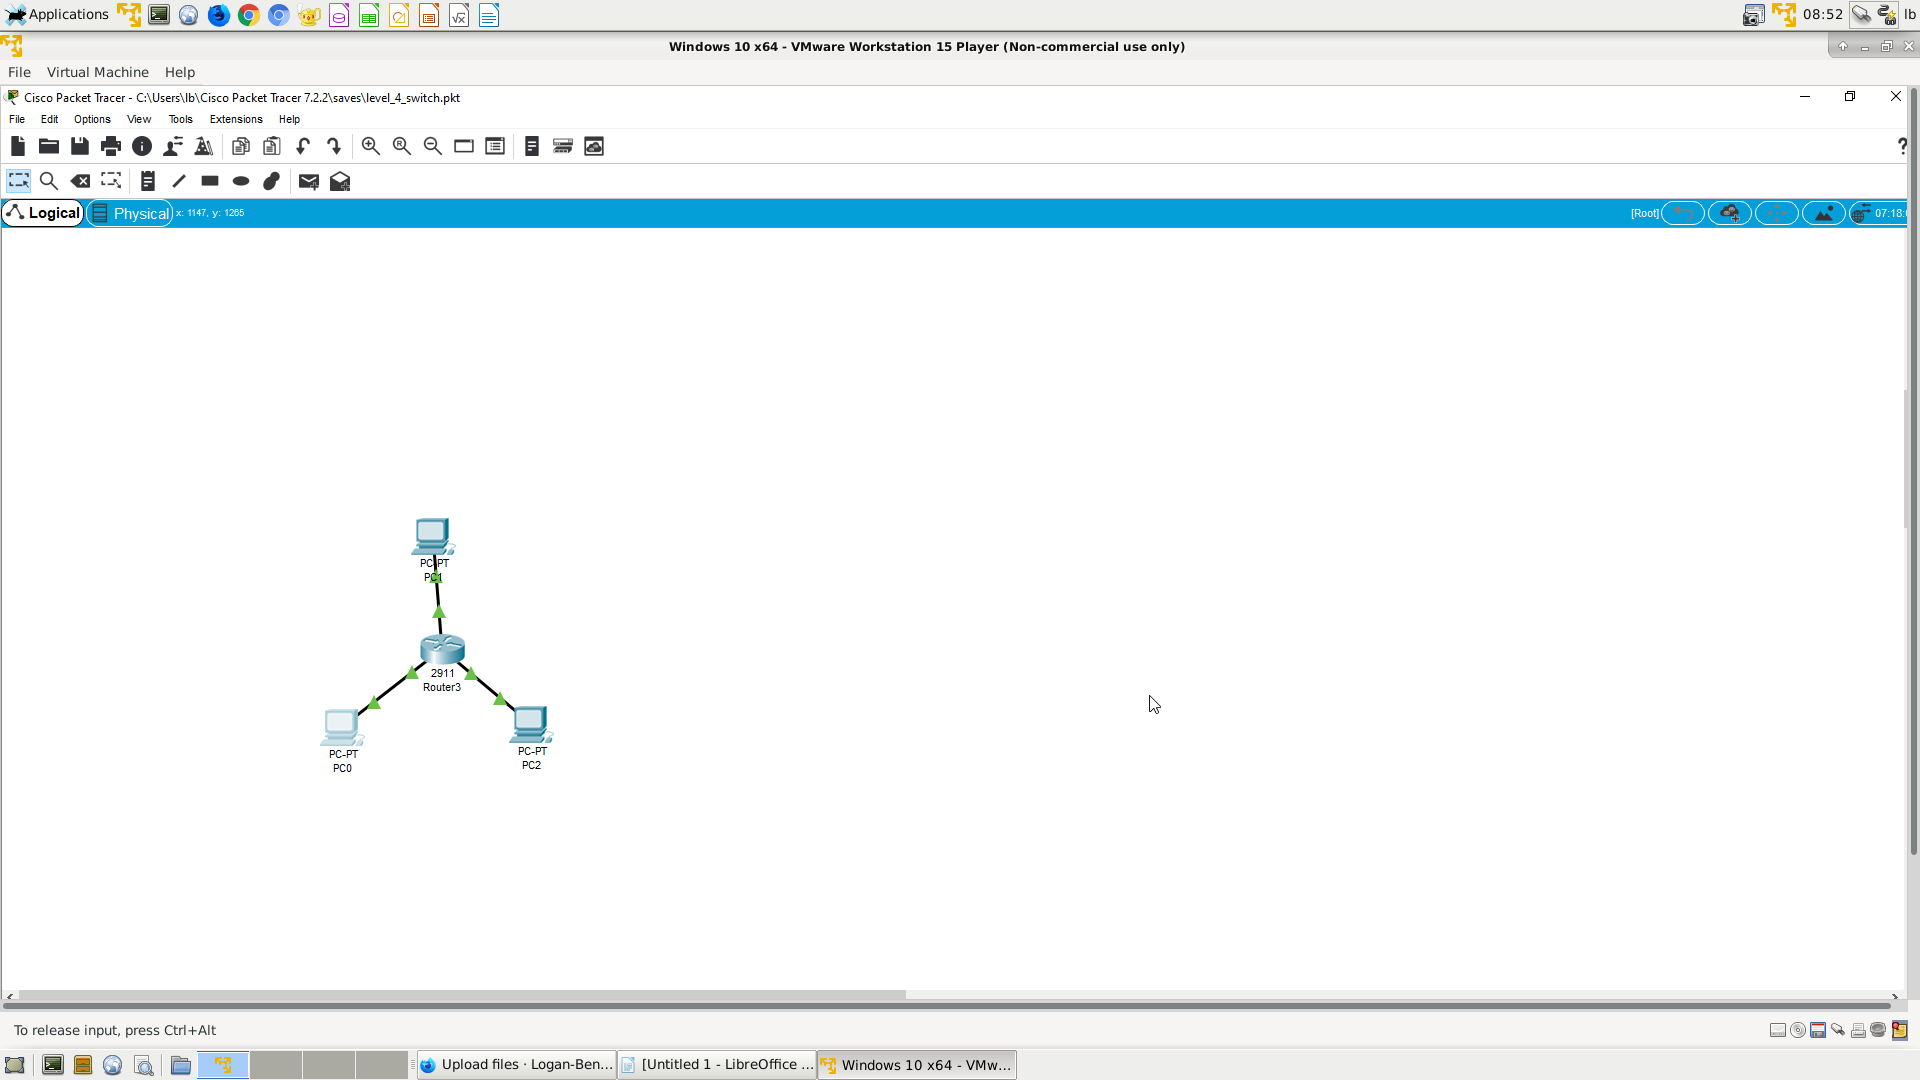 Applications
08:52
lb
Windows 10 x64 - VMware Workstation 15 Player (Non-commercial use only)
File Virtual Machine Help
Cisco Packet Tracer - C:\Users\lb\Cisco Packet Tracer 7.2.2\saves\level_4_switch.pkt
File Edit Options View Tools Extensions Help
?
Logical
Physical
x: 1147, y: 1265
[Root]
07:18:
PC-PT
PC1
2911
Router3
PC-PT
PC0
PC-PT
PC2
To release input, press Ctrl+Alt
Upload files · Logan-Ben...
[Untitled 1 - LibreOffice ...
Windows 10 x64 - VMw...